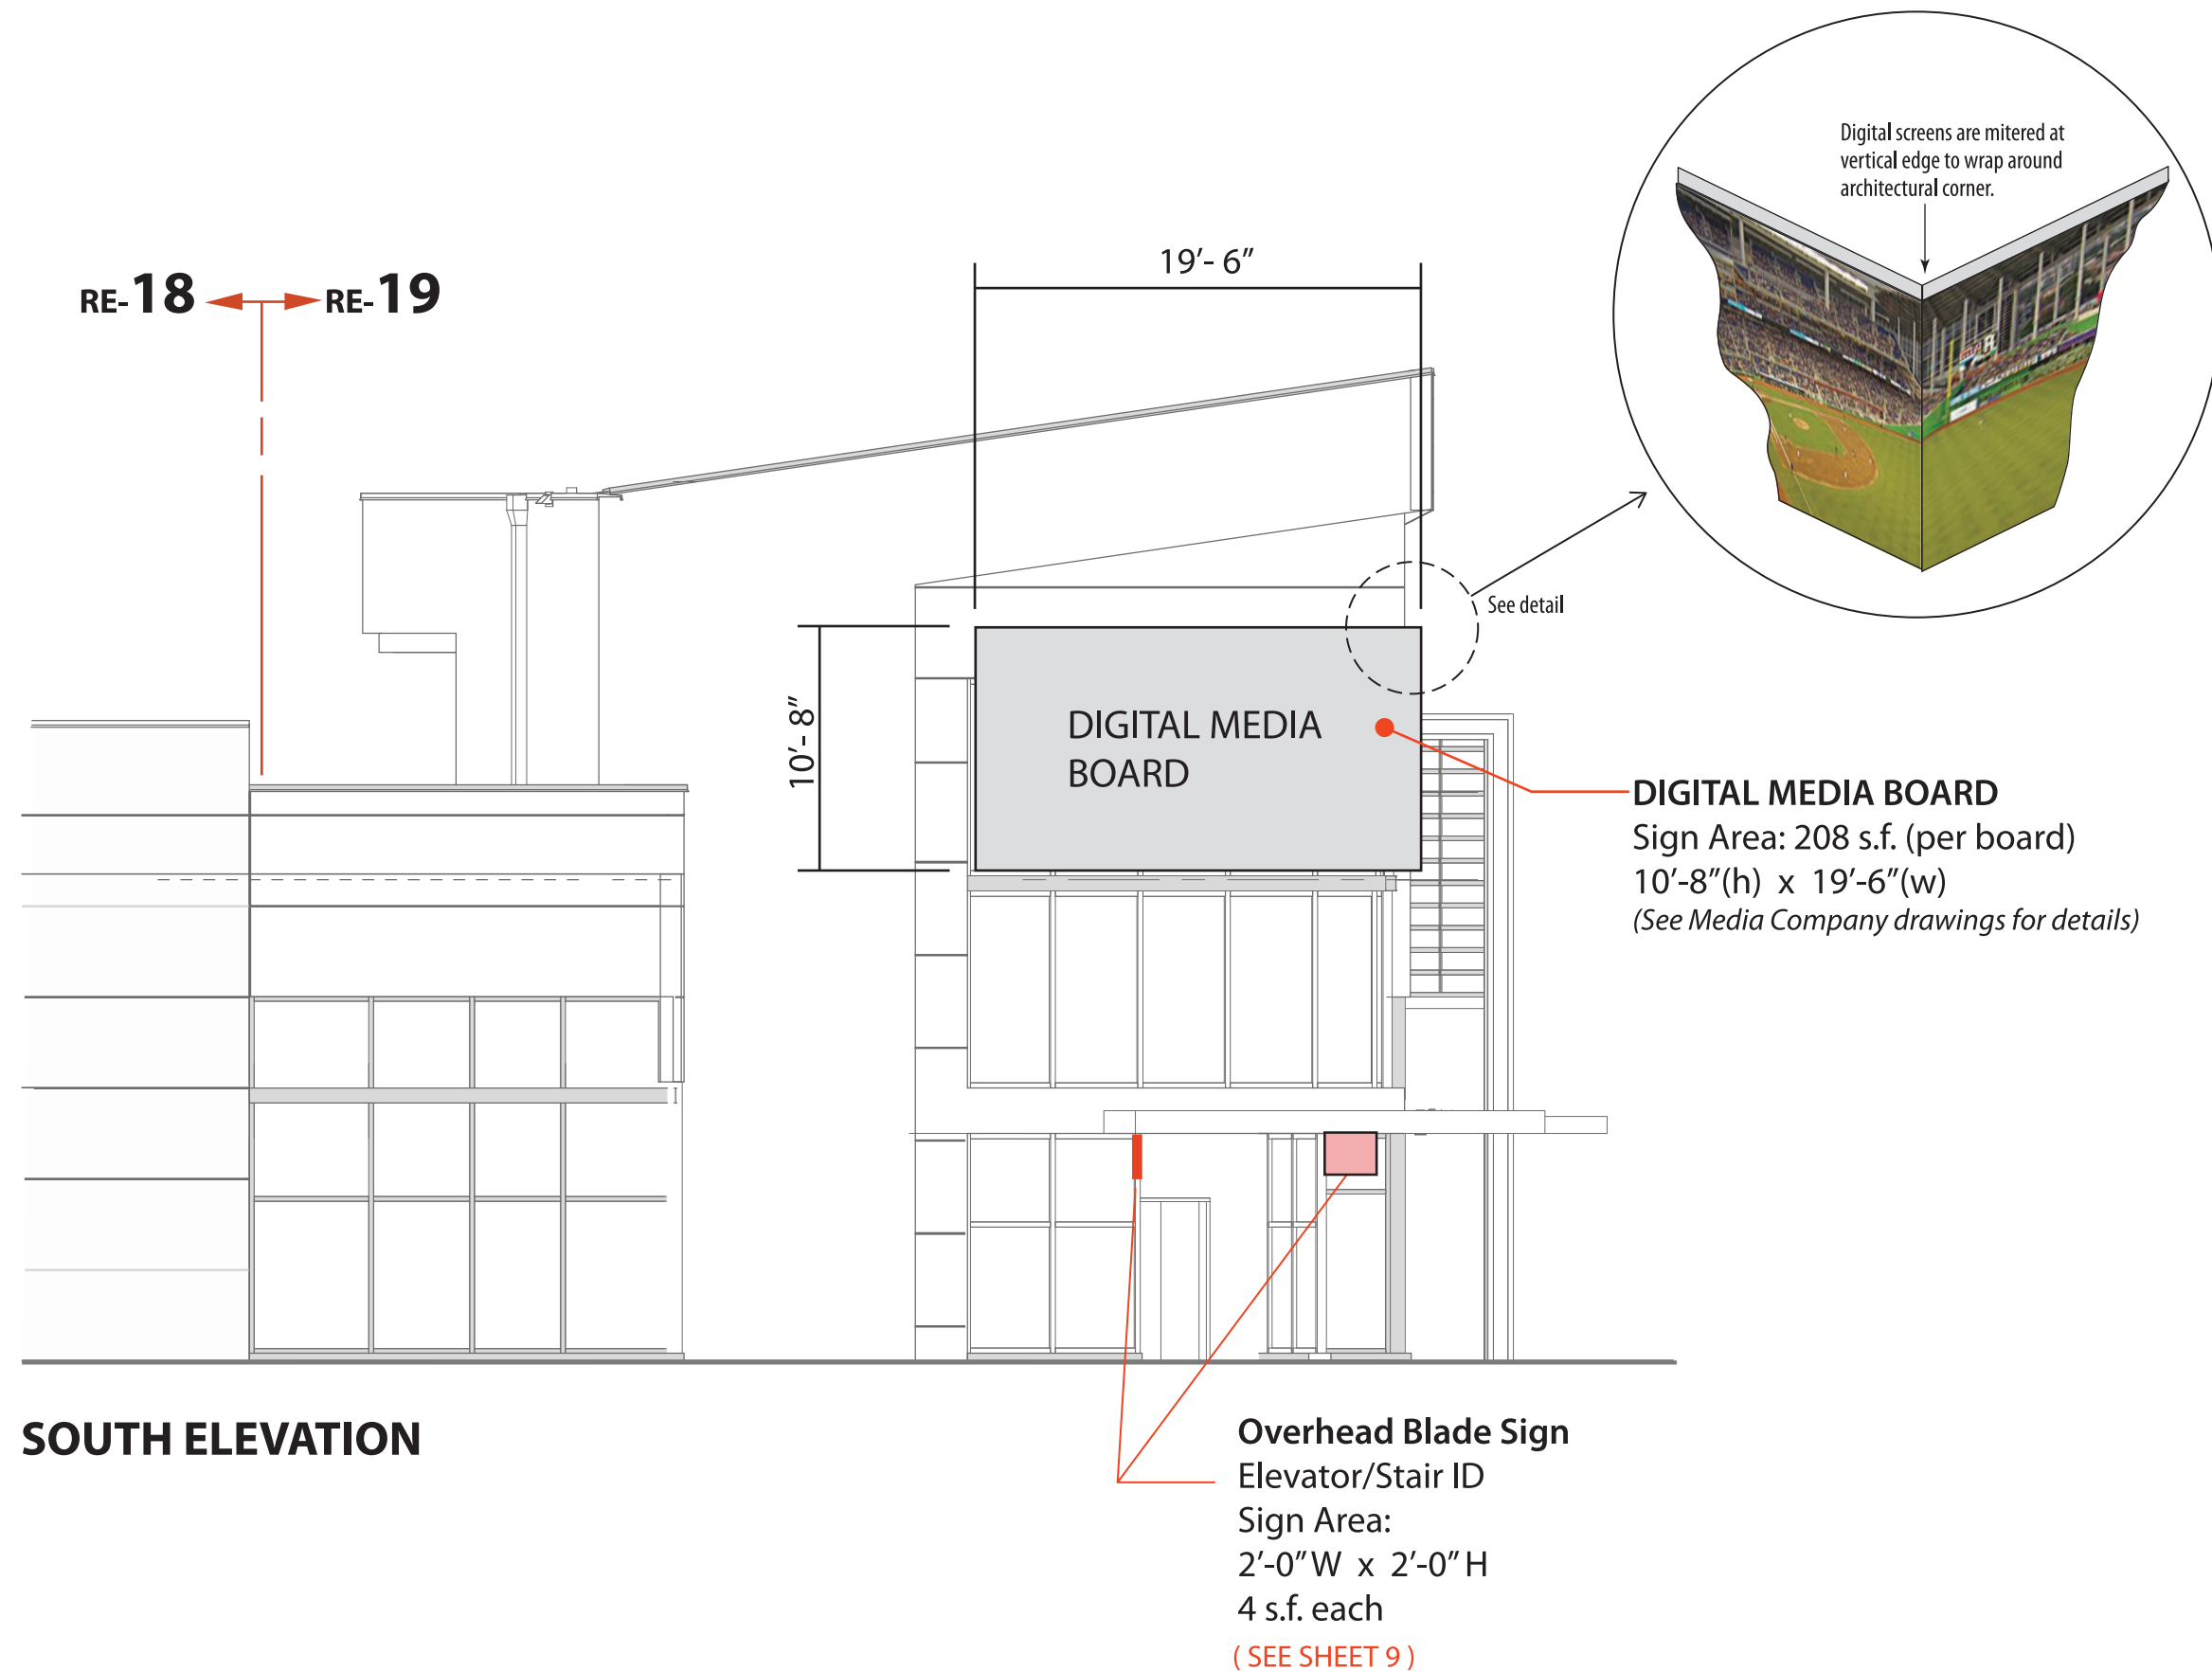 Digital screens are mitered at
vertical edge to wrap around
architectural corner.
19’- 6”
RE-18
RE-19
See detail
10’- 8”
DIGITAL MEDIA
BOARD
DIGITAL MEDIA BOARD
Sign Area: 208 s.f. (per board)
10’-8”(h) x 19’-6”(w)
(See Media Company drawings for details)
SOUTH ELEVATION
Overhead Blade Sign
Elevator/Stair ID
Sign Area:
2’-0” W x 2’-0” H
4 s.f. each
( SEE SHEET 9 )